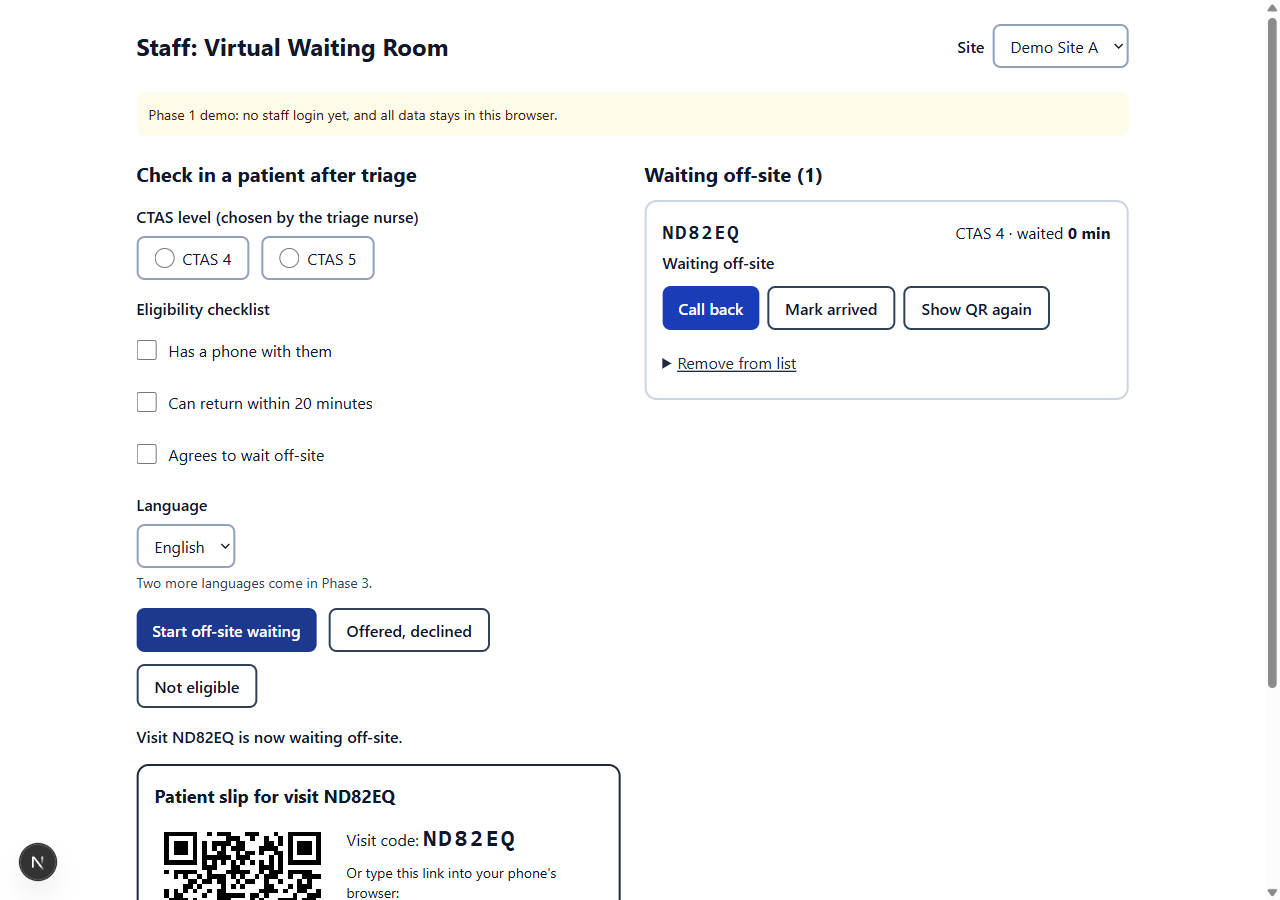 Staff: Virtual Waiting Room
Site
Demo Site A
Phase 1 demo: no staff login yet, and all data stays in this browser.
Check in a patient after triage
CTAS level (chosen by the triage nurse)
CTAS 4
CTAS 5
Eligibility checklist
Has a phone with them
Can return within 20 minutes
Agrees to wait off-site
Language
English
Two more languages come in Phase 3.
Start off-site waiting
Offered, declined
Not eligible
Visit ND82EQ is now waiting off-site.
Patient slip for visit ND82EQ
Visit code: ND82EQ
Or type this link into your phone's
browser:
Waiting off-site (1)
ND82EQ
CTAS 4 · waited 0 min
Waiting off-site
Call back
Mark arrived
Show QR again
Remove from list
N